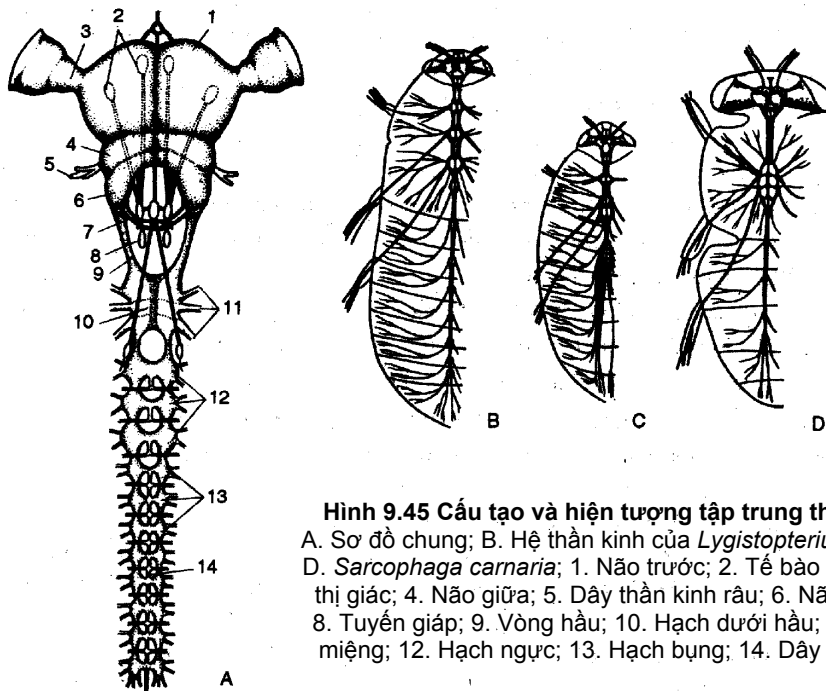 1
2
3
4
5
6
7
8
9
10
11
12
13
14
A
B
C
D
Hình 9.45 Cấu tạo và hiện tượng tập trung
A. Sơ đồ chung; B. Hệ thần kinh của
D. Sarcophaga carnaria; 1. Não trước; 2. Tế bào
thị giác; 4. Não giữa; 5. Dây thần kinh râu; 6.
8. Tuyến giáp; 9. Vòng hầu; 10. Hạch dưới hầu;
miệng; 12. Hạch ngực; 13. Hạch bụng; 14. Dây